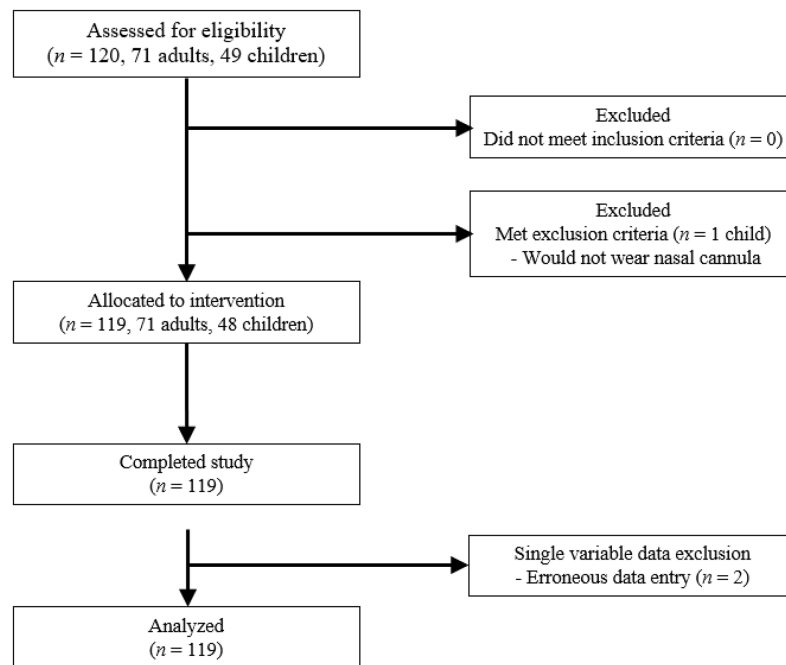 Assessed for eligibility
(n = 120, 71 adults, 49 children)
Excluded
Did not meet inclusion criteria (n = 0)
Excluded
Met exclusion criteria (n = 1 child)
- Would not wear nasal cannula
Allocated to intervention
(n = 119, 71 adults, 48 children)
Completed study
(n = 119)
Single variable data exclusion
- Erroneous data entry (n = 2)
Analyzed
(n = 119)